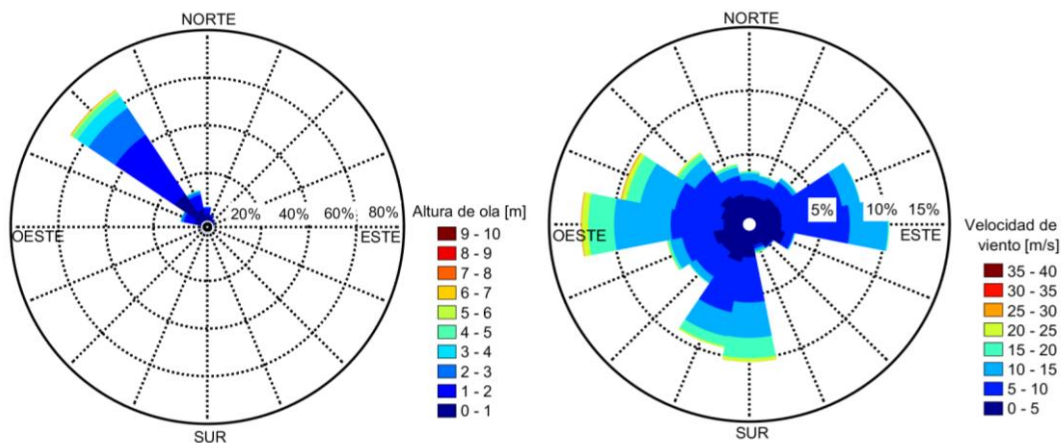 NORTE
20%
40%
60%
80%
OESTE
ESTE
SUR
Altura de ola [m]
9 - 10
8 - 9
7 - 8
6 - 7
5 - 6
4 - 5
3 - 4
2 - 3
1 - 2
0 - 1
NORTE
5%
10%
15%
OESTE
ESTE
SUR
Velocidad de
viento [m/s]
35 - 40
30 - 35
25 - 30
20 - 25
15 - 20
10 - 15
5 - 10
0 - 5